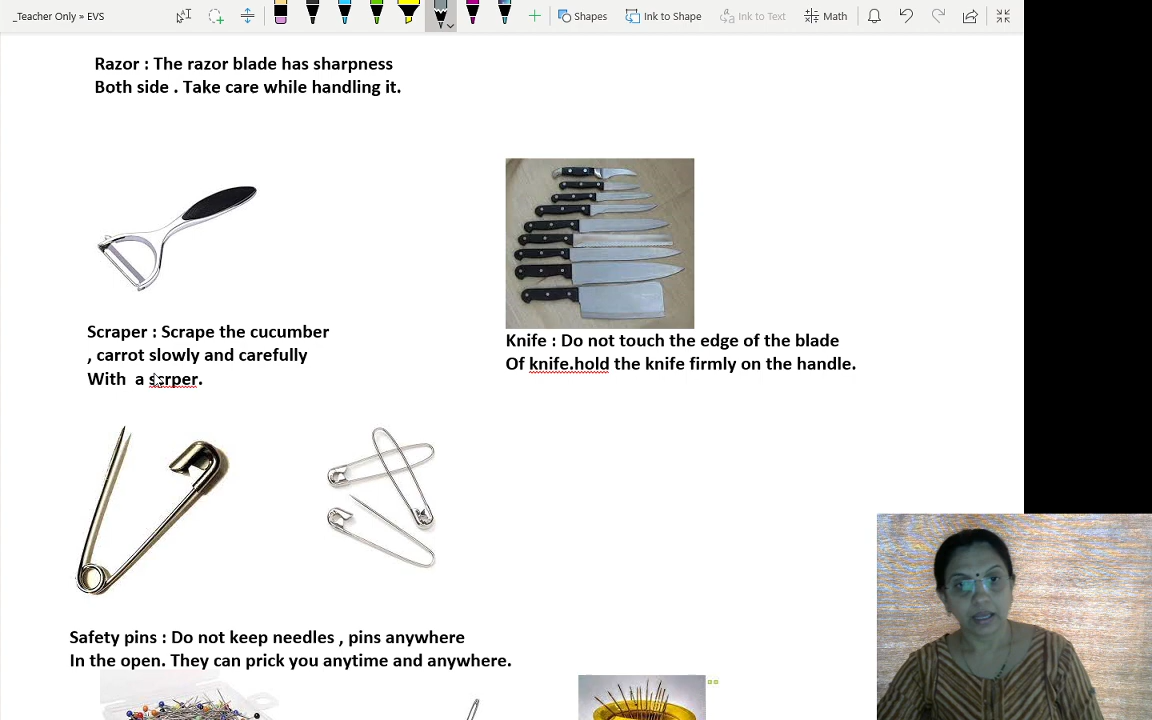 _Teacher Only » EVS
Shapes
Ink to Shape
Ink to Text
Math
Razor : The razor blade has sharpness
Both side . Take care while handling it.
Scraper : Scrape the cucumber
, carrot slowly and carefully
With a
Knife : Do not touch the edge of the blade
Of knife.hold the knife firmly on the handle.
Safety pins : Do not keep needles , pins anywhere
In the open. They can prick you anytime and anywhere.